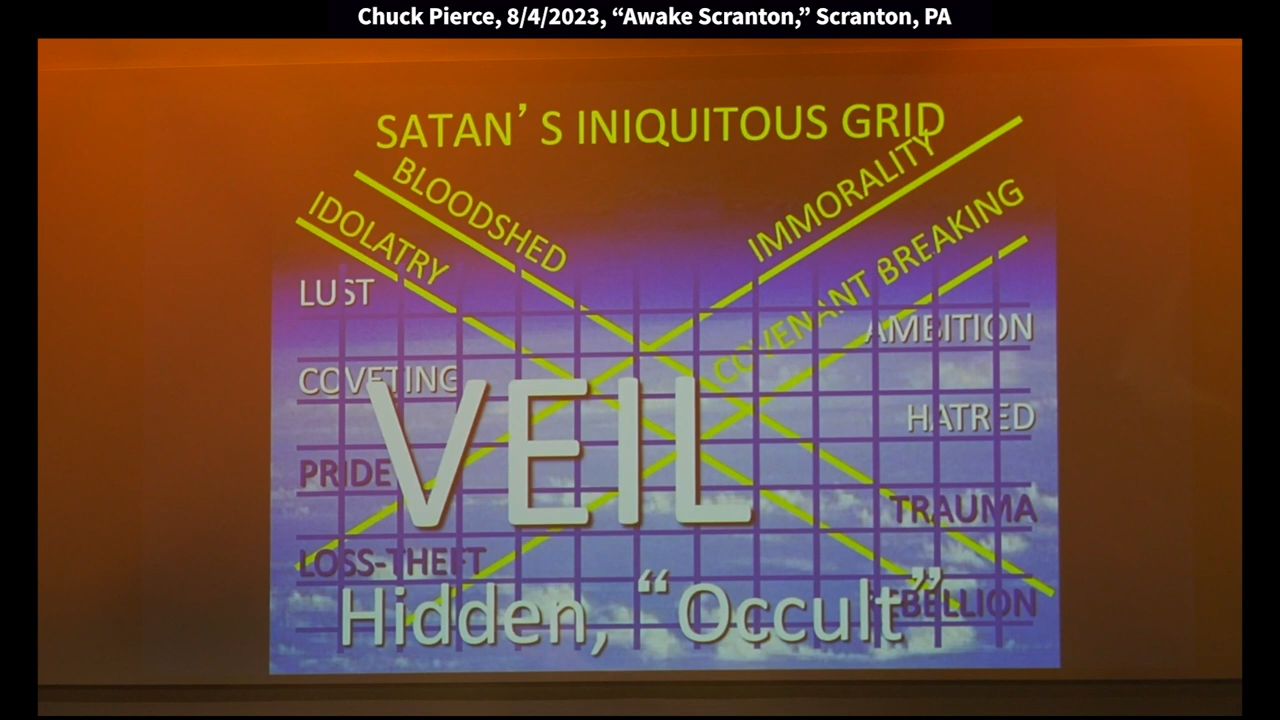 Chuck Pierce, 8/4/2023, “Awake Scranton,” Scranton, PA
SATAN’S INIQUITOUS GRID
BLOODSHED
IDOLATRY
IMMORALITY
COVENANT BREAKING
LUST
AMBITION
COVETING
HATRED
VEIL
PRIDE
TRAUMA
LOSS-THEFT
REBELLION
Hidden, “Occult”